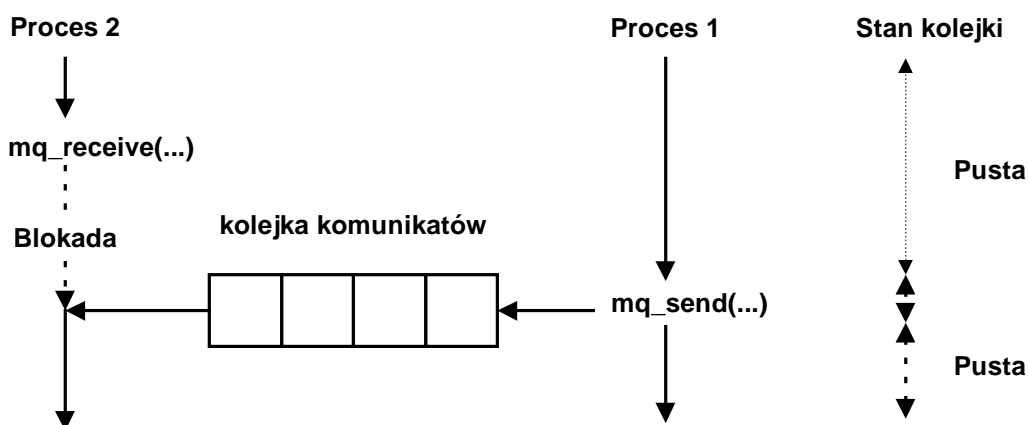 Proces 2
Proces 1
Stan kolejki
mq_receive(...)
Pusta
Blokada
kolejka komunikatów
mq_send(...)
Pusta